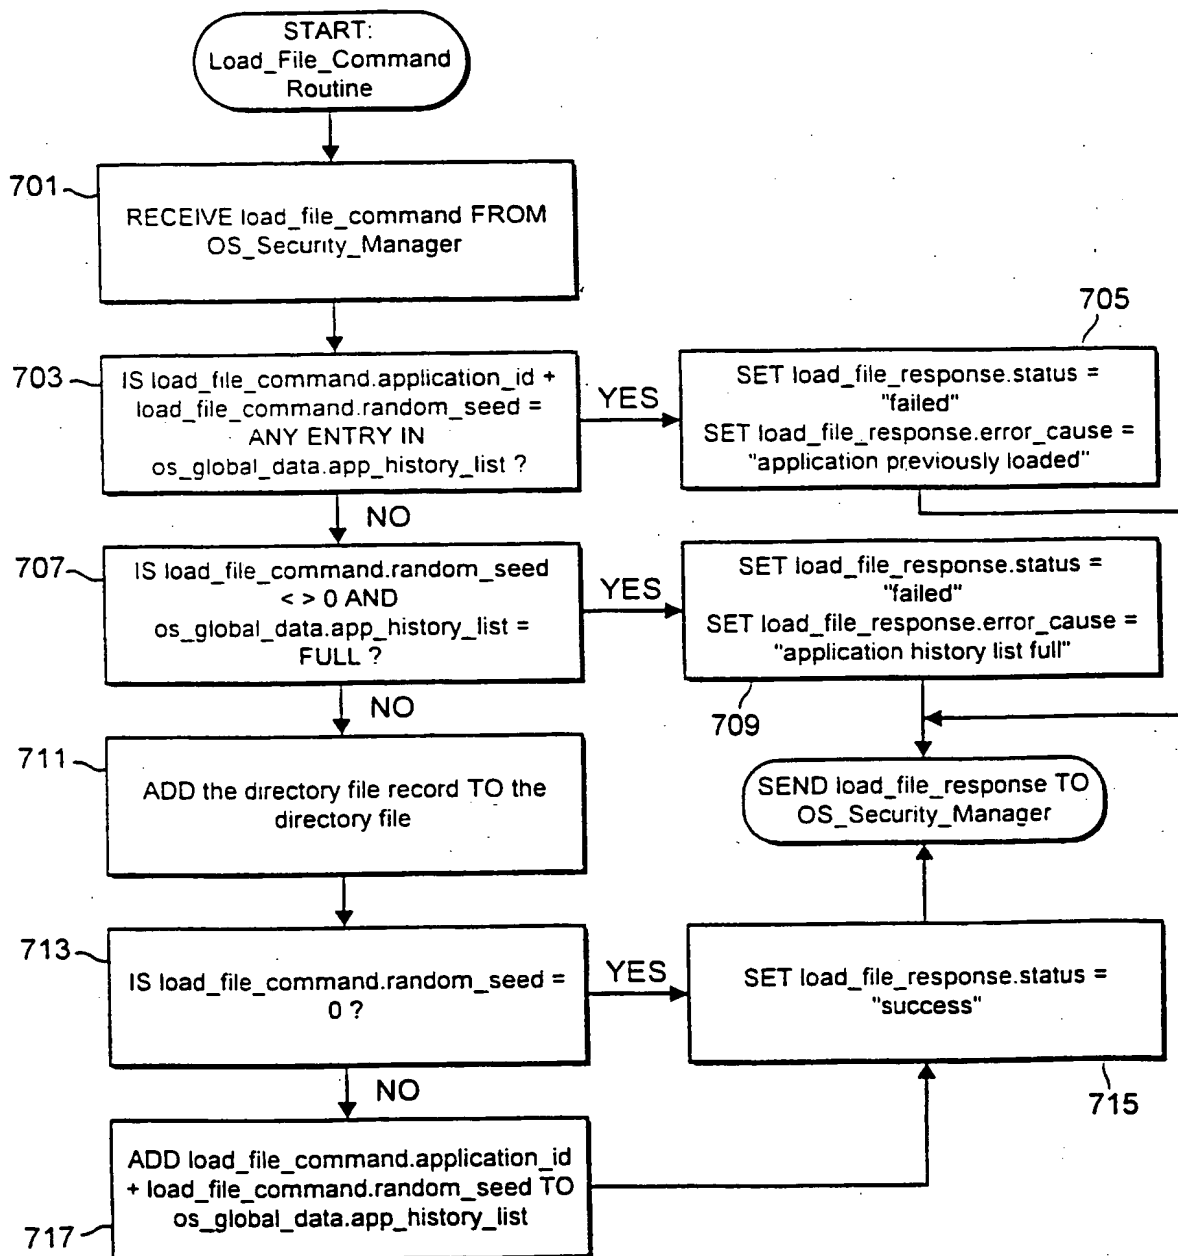 START:
Load_File_Command
Routine
701
RECEIVE load_file_command FROM
OS_Security_Manager
703
IS load_file_command.application_id +
load_file_command.random_seed =
ANY ENTRY IN
os_global_data.app_history_list ?
YES
705
SET load_file_response.status =
"failed"
SET load_file_response.error_cause =
"application previously loaded"
NO
707
IS load_file_command.random_seed
< > 0 AND
os_global_data.app_history_list =
FULL ?
YES
SET load_file_response.status =
"failed"
SET load_file_response.error_cause =
"application history list full"
709
NO
711
ADD the directory file record TO the
directory file
SEND load_file_response TO
OS_Security_Manager
713
IS load_file_command.random_seed =
0 ?
YES
SET load_file_response.status =
"success"
715
NO
ADD load_file_command.application_id
+ load_file_command.random_seed TO
os_global_data.app_history_list
717